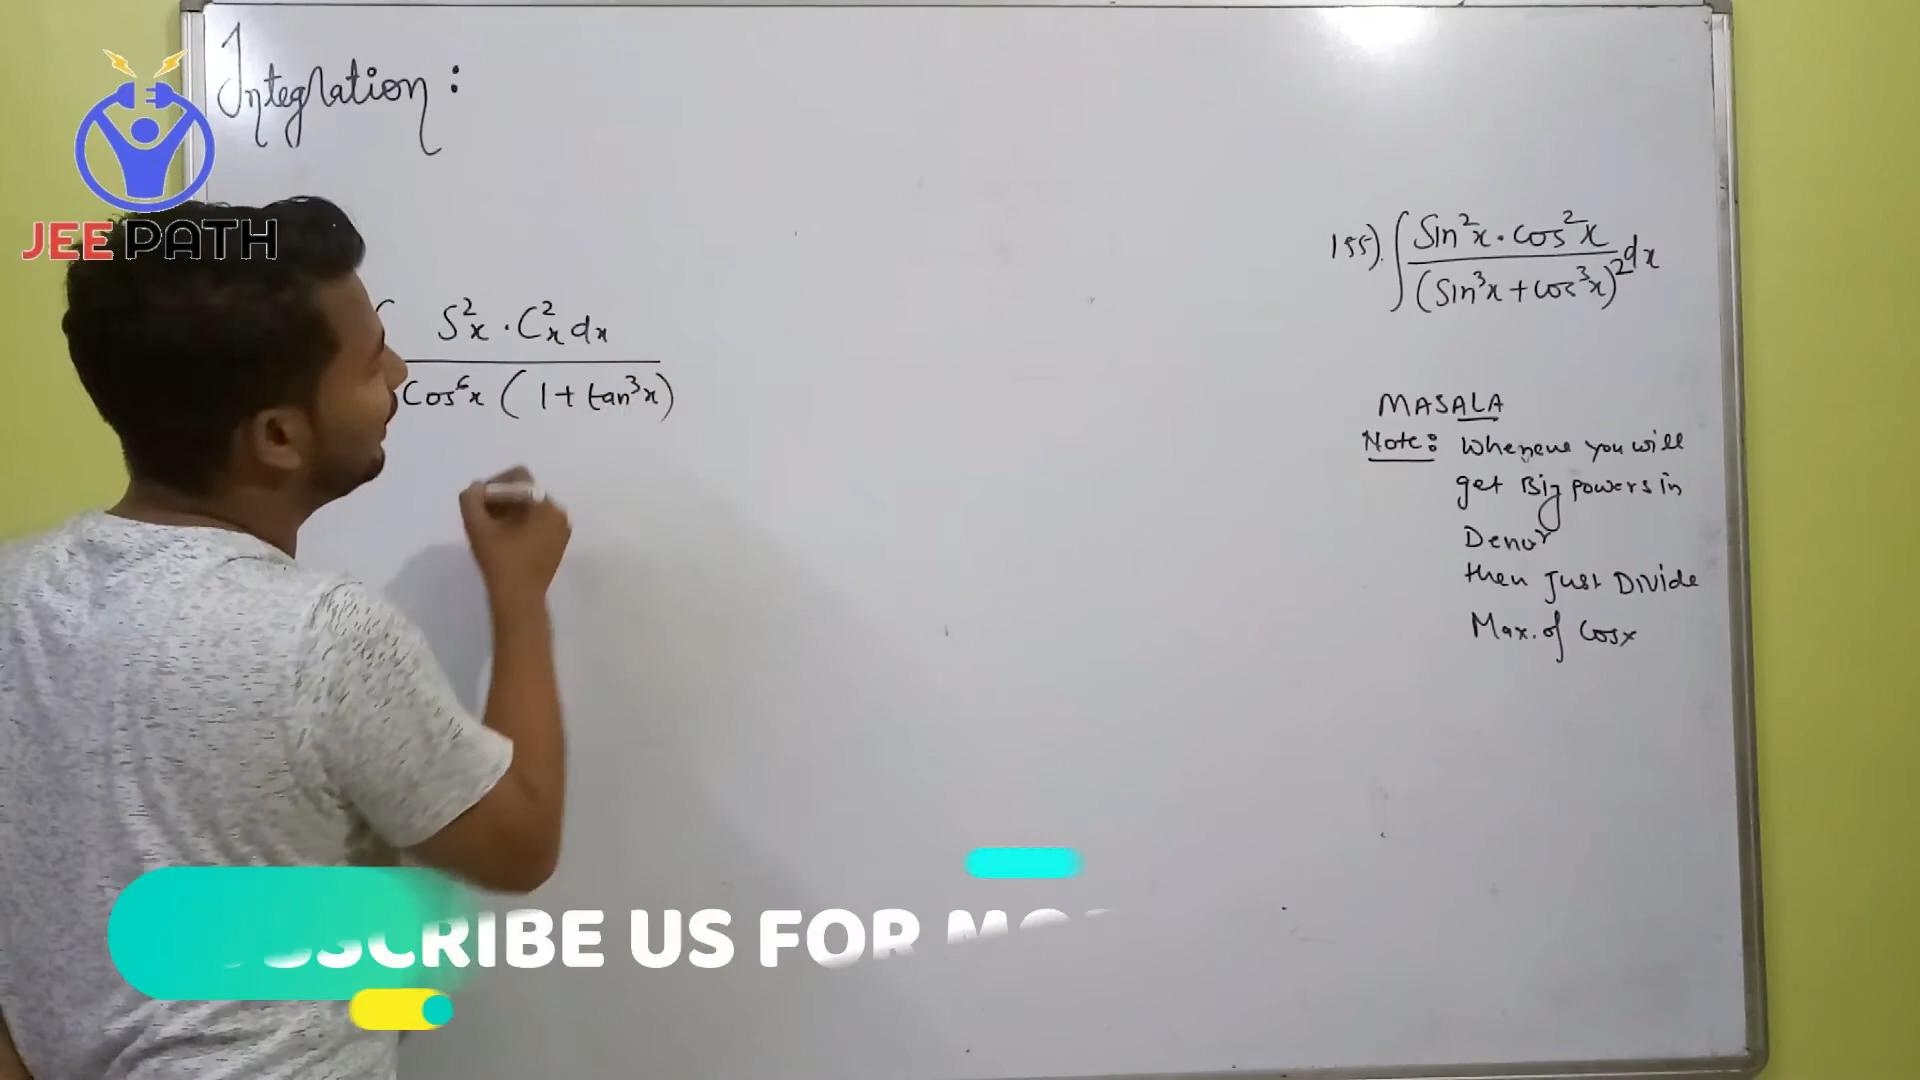 Integration :
JEE PATH
S²x · C²x dx
Cos⁶x ( 1 + tan³x)
155). ∫ Sin²x · cos²x
(Sin³x + cos³x)² dx
MASALA
Note: Wheneve you will
get Big powers in
Denor
then Just Divide
Max. of Cosx
SCRIBE US FOR